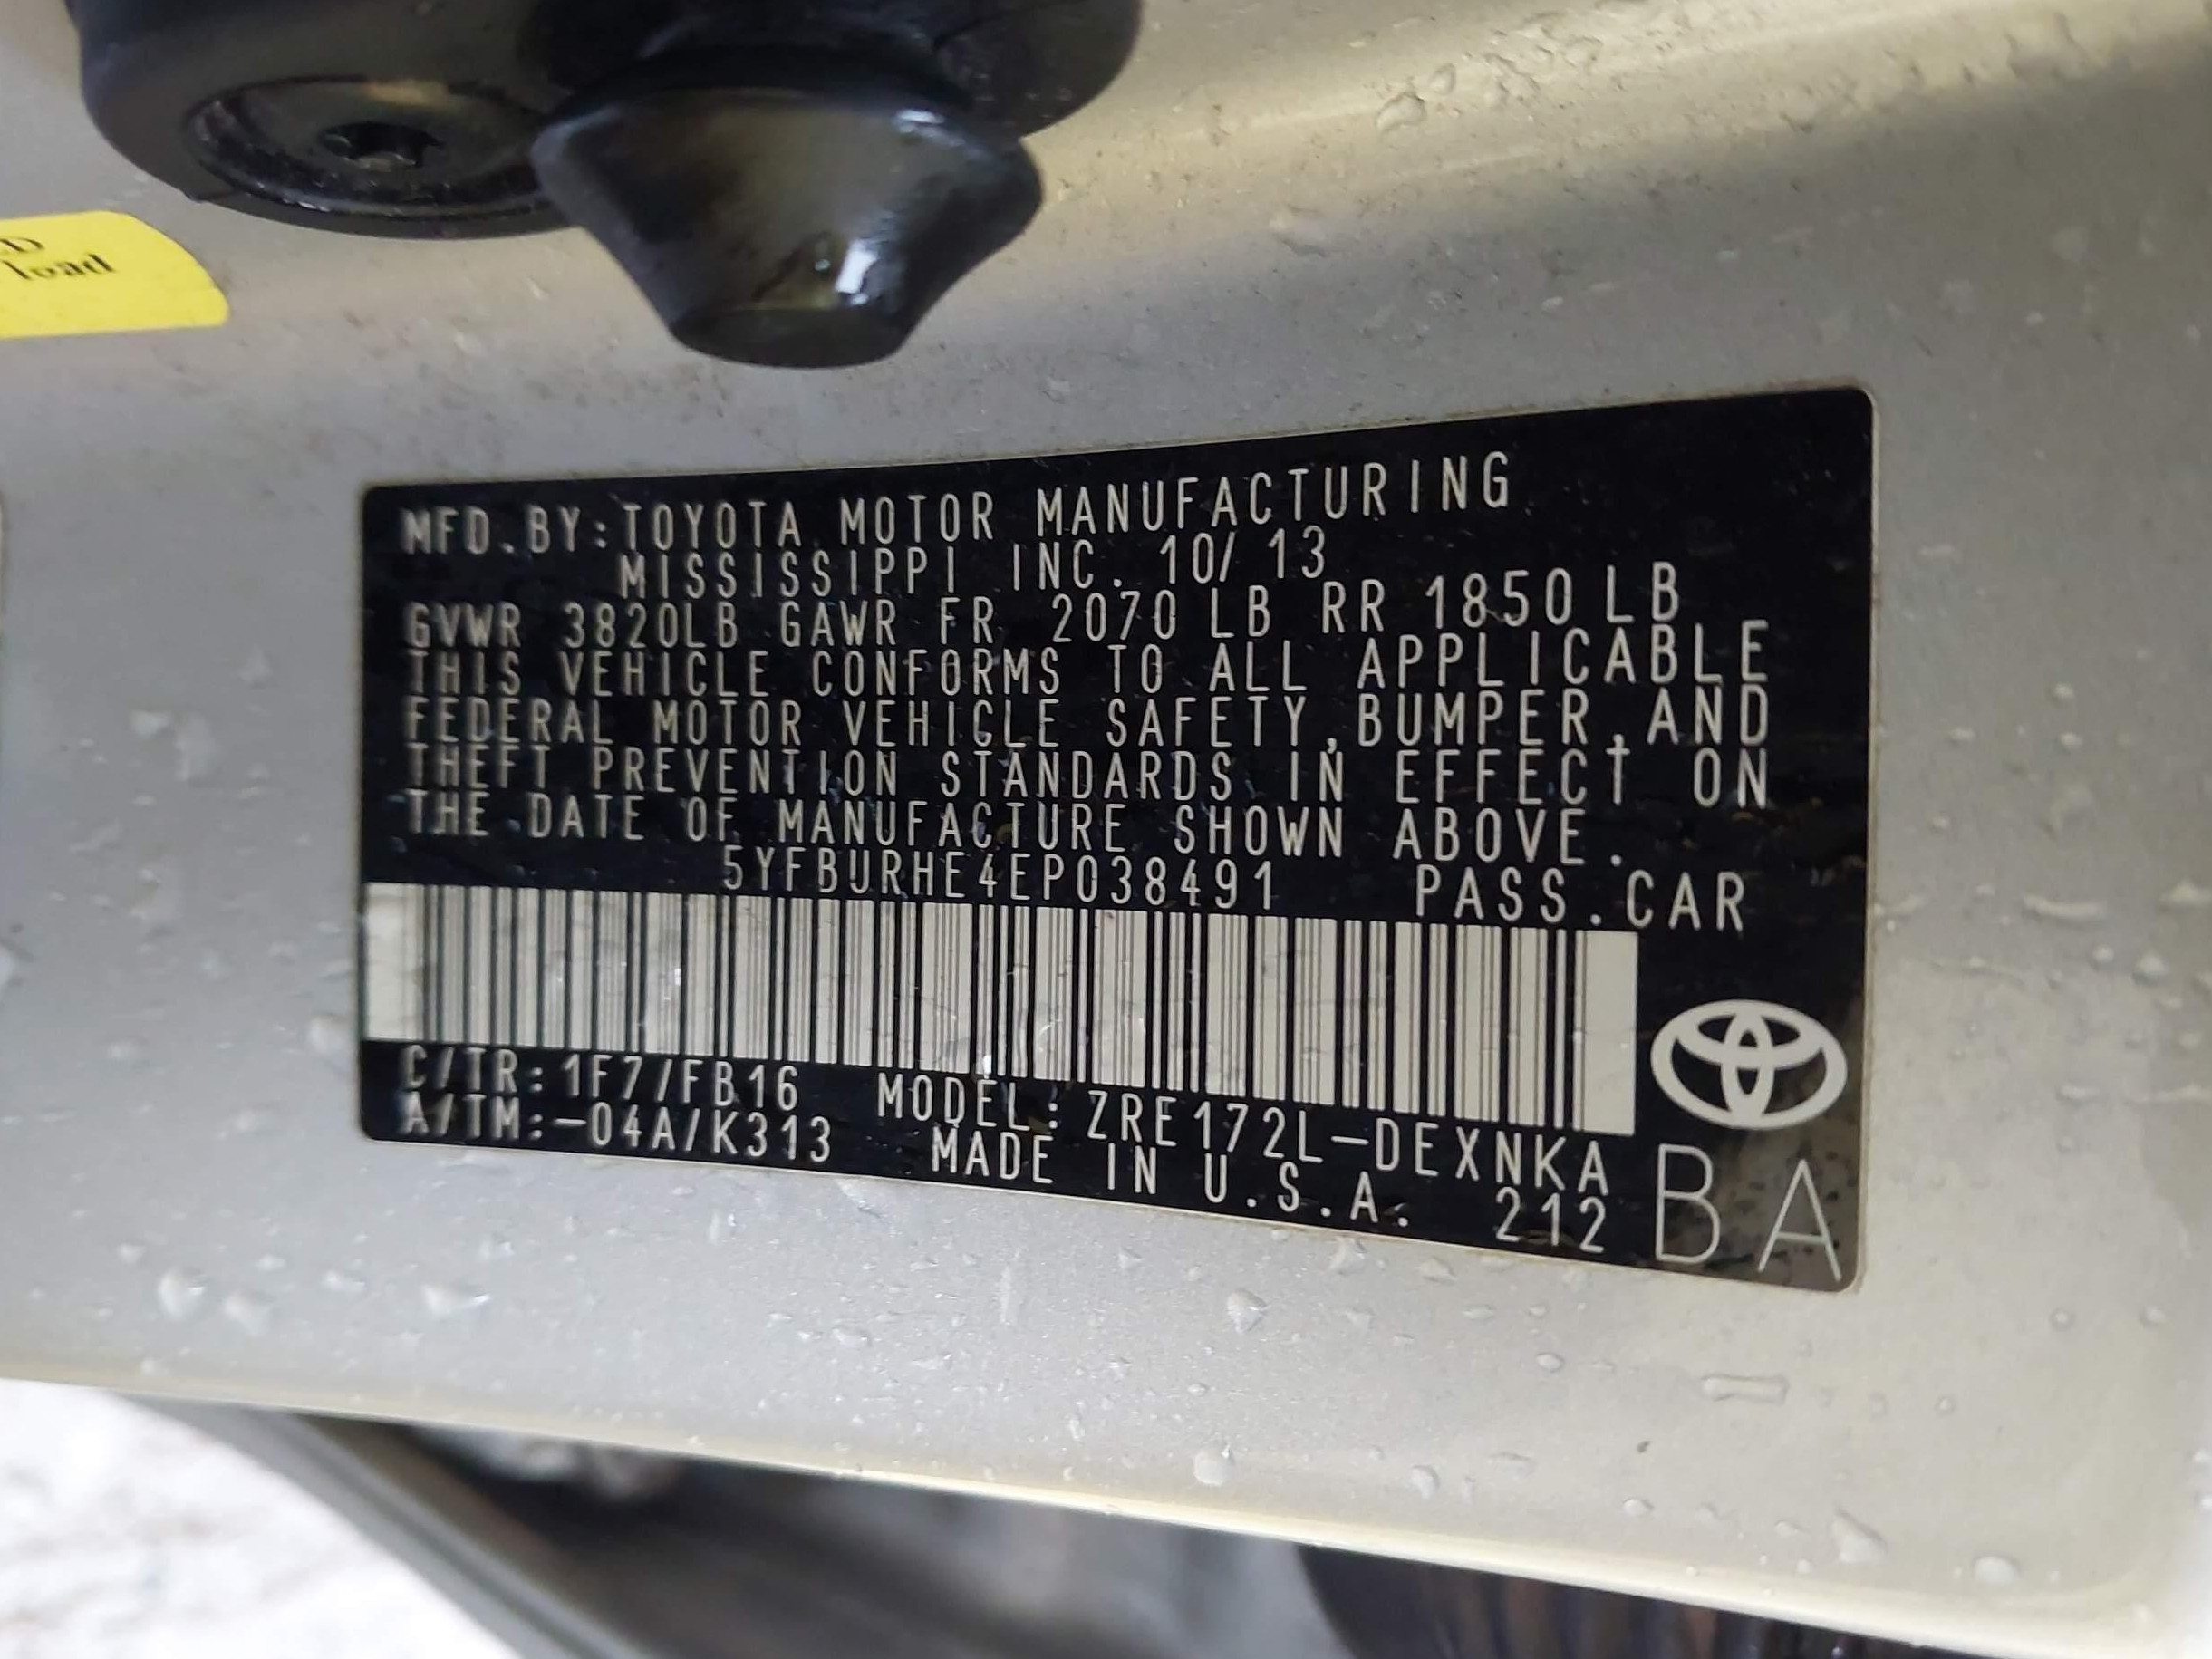 D
load
MFD.BY:TOYOTA MOTOR MANUFACTURING
MISSISSIPPI INC. 10/13
GVWR 3820LB GAWR FR 2070 LB RR 1850 LB
THIS VEHICLE CONFORMS TO ALL APPLICABLE
FEDERAL MOTOR VEHICLE SAFETY,BUMPER,AND
THEFT PREVENTION STANDARDS IN EFFECT ON
THE DATE OF MANUFACTURE SHOWN ABOVE.
5YFBURHE4EP038491 PASS.CAR
C/TR:1F7/FB16 MODEL:ZRE172L-DEXNKA
A/TM:-04A/K313 MADE IN U.S.A. 212
BA